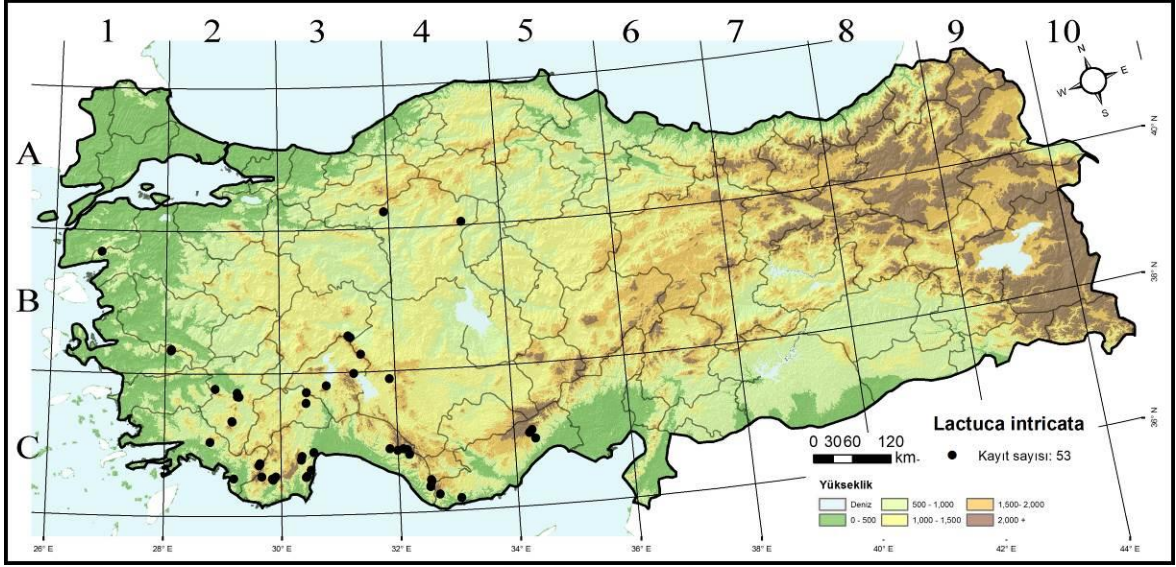 1 2 3 4 5 6 7 8 9 10
N
W E
S
A
B
C
40° N
38° N
36° N
Lactuca intricata
0 30 60 120
km
Kayıt sayısı: 53
Yükseklik
Deniz 500 - 1,000 1,500- 2,000
0 - 500 1,000 - 1,500 2,000 +
26° E 28° E 30° E 32° E 34° E 36° E 38° E 40° E 42° E 44° E